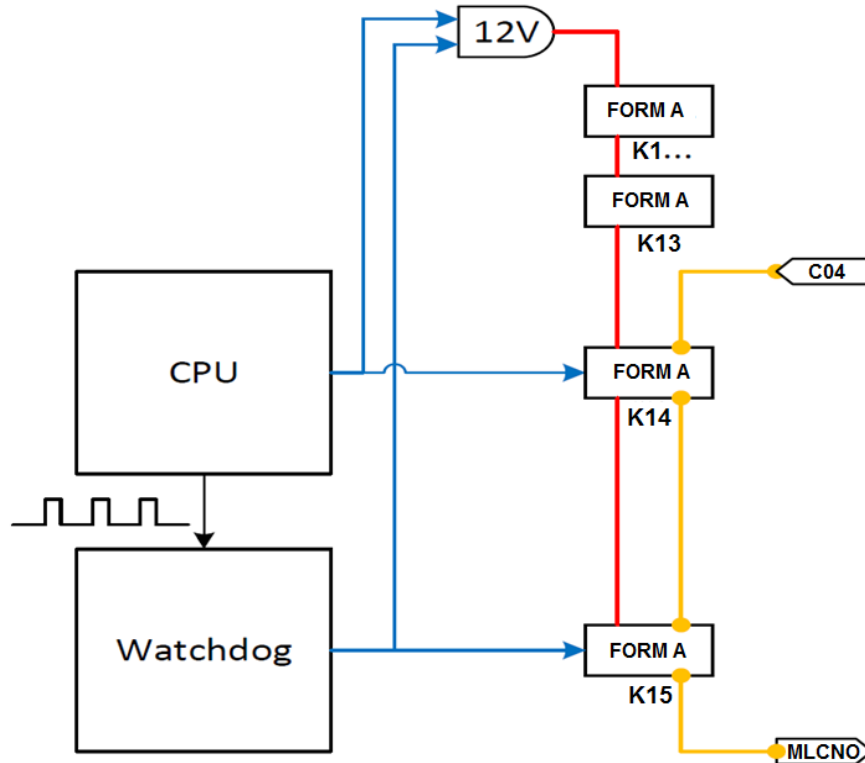 12V
FORM A
K1...
FORM A
K13
C04
CPU
FORM A
K14
Watchdog
FORM A
K15
MLCNO